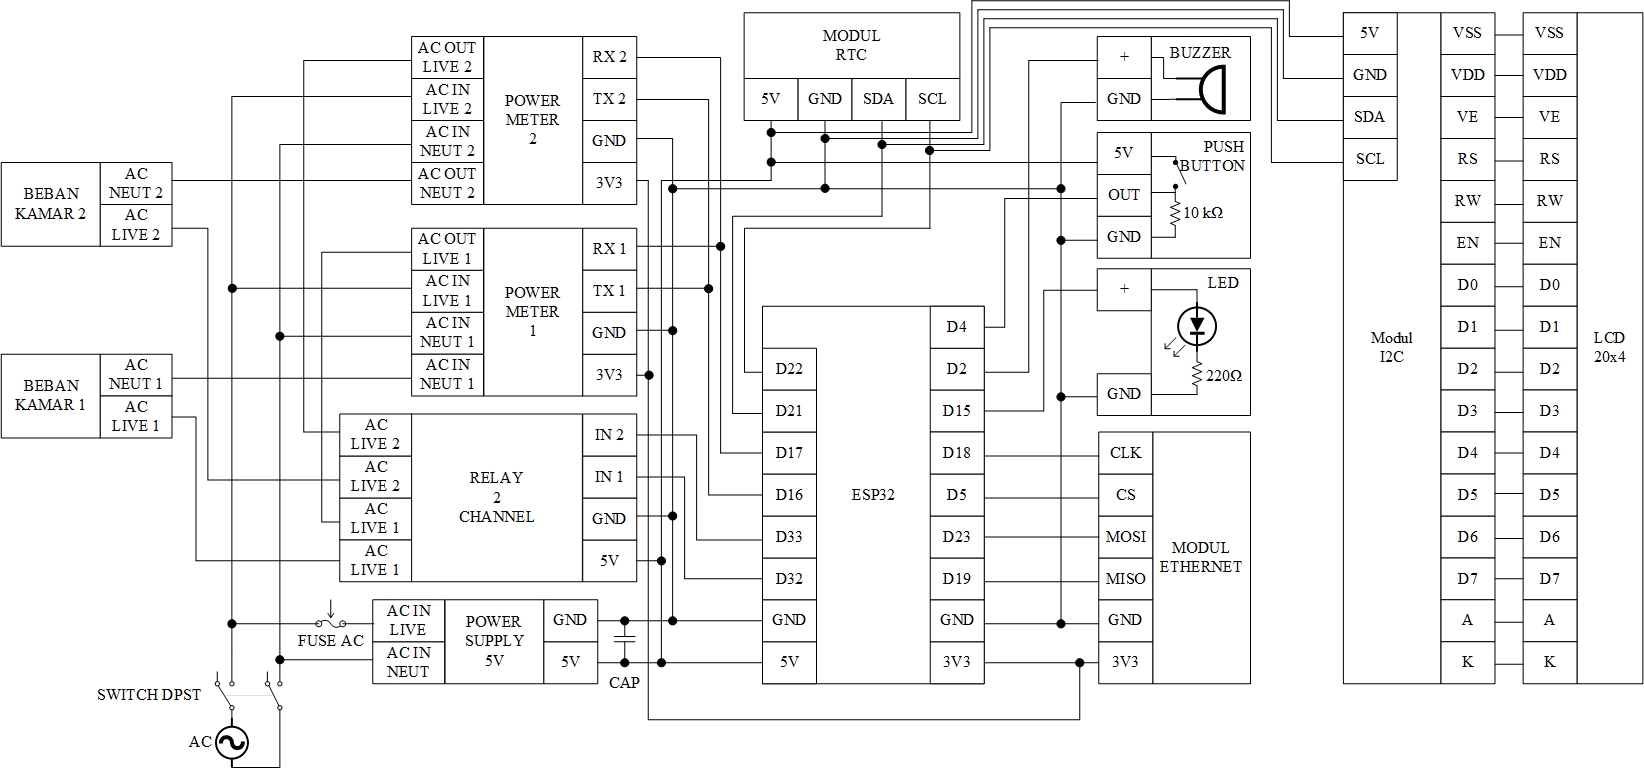 BEBAN
KAMAR 2
AC
NEUT 2
AC
LIVE 2
BEBAN
KAMAR 1
AC
NEUT 1
AC
LIVE 1
AC OUT
LIVE 2
AC IN
LIVE 2
AC IN
NEUT 2
AC OUT
NEUT 2
POWER
METER
2
RX 2
TX 2
GND
3V3
AC OUT
LIVE 1
AC IN
LIVE 1
AC IN
NEUT 1
AC IN
NEUT 1
POWER
METER
1
RX 1
TX 1
GND
3V3
AC
LIVE 2
AC
LIVE 2
AC
LIVE 1
AC
LIVE 1
RELAY
2
CHANNEL
IN 2
IN 1
GND
5V
FUSE AC
AC IN
LIVE
AC IN
NEUT
POWER
SUPPLY
5V
GND
5V
CAP
SWITCH DPST
AC
MODUL
RTC
5V
GND
SDA
SCL
D22
D21
D17
D16
D33
D32
GND
5V
ESP32
D4
D2
D15
D18
D5
D23
D19
GND
3V3
+
GND
BUZZER
5V
OUT
GND
PUSH
BUTTON
10 kΩ
+
GND
LED
220Ω
CLK
CS
MOSI
MISO
GND
3V3
MODUL
ETHERNET
5V
GND
SDA
SCL
Modul
I2C
VSS
VDD
VE
RS
RW
EN
D0
D1
D2
D3
D4
D5
D6
D7
A
K
VSS
VDD
VE
RS
RW
EN
D0
D1
D2
D3
D4
D5
D6
D7
A
K
LCD
20x4